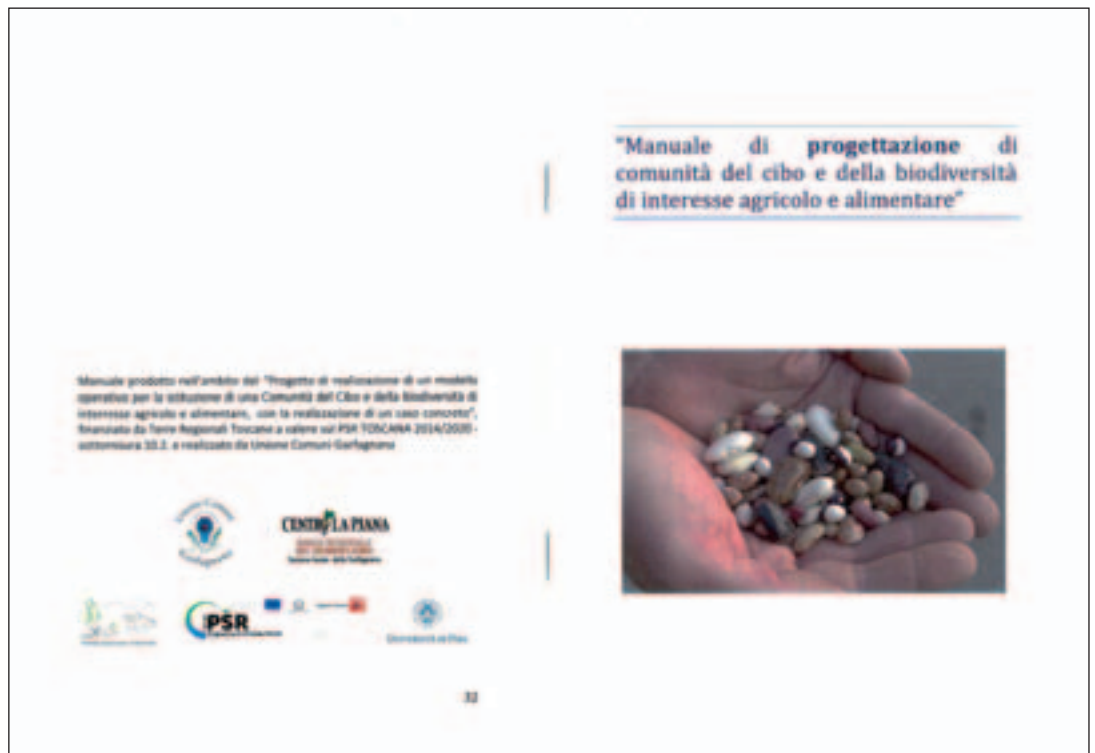 "Manuale di progettazione di
comunità del cibo e della biodiversità
di interesse agricolo e alimentare"
Manuale prodotto nell'ambito del "Progetto di realizzazione di un modello
operativo per la istituzione di una Comunità del Cibo e della Biodiversità di
interesse agricolo e alimentare, con la realizzazione di un caso concreto",
finanziato da Terre Regionali Toscane a valere sul PSR TOSCANA 2014/2020 -
sottomisura 10.2. e realizzato da Unione Comuni Garfagnana
CENTRO LA PIANA
PSR
UNIVERSITÀ DI PISA
32